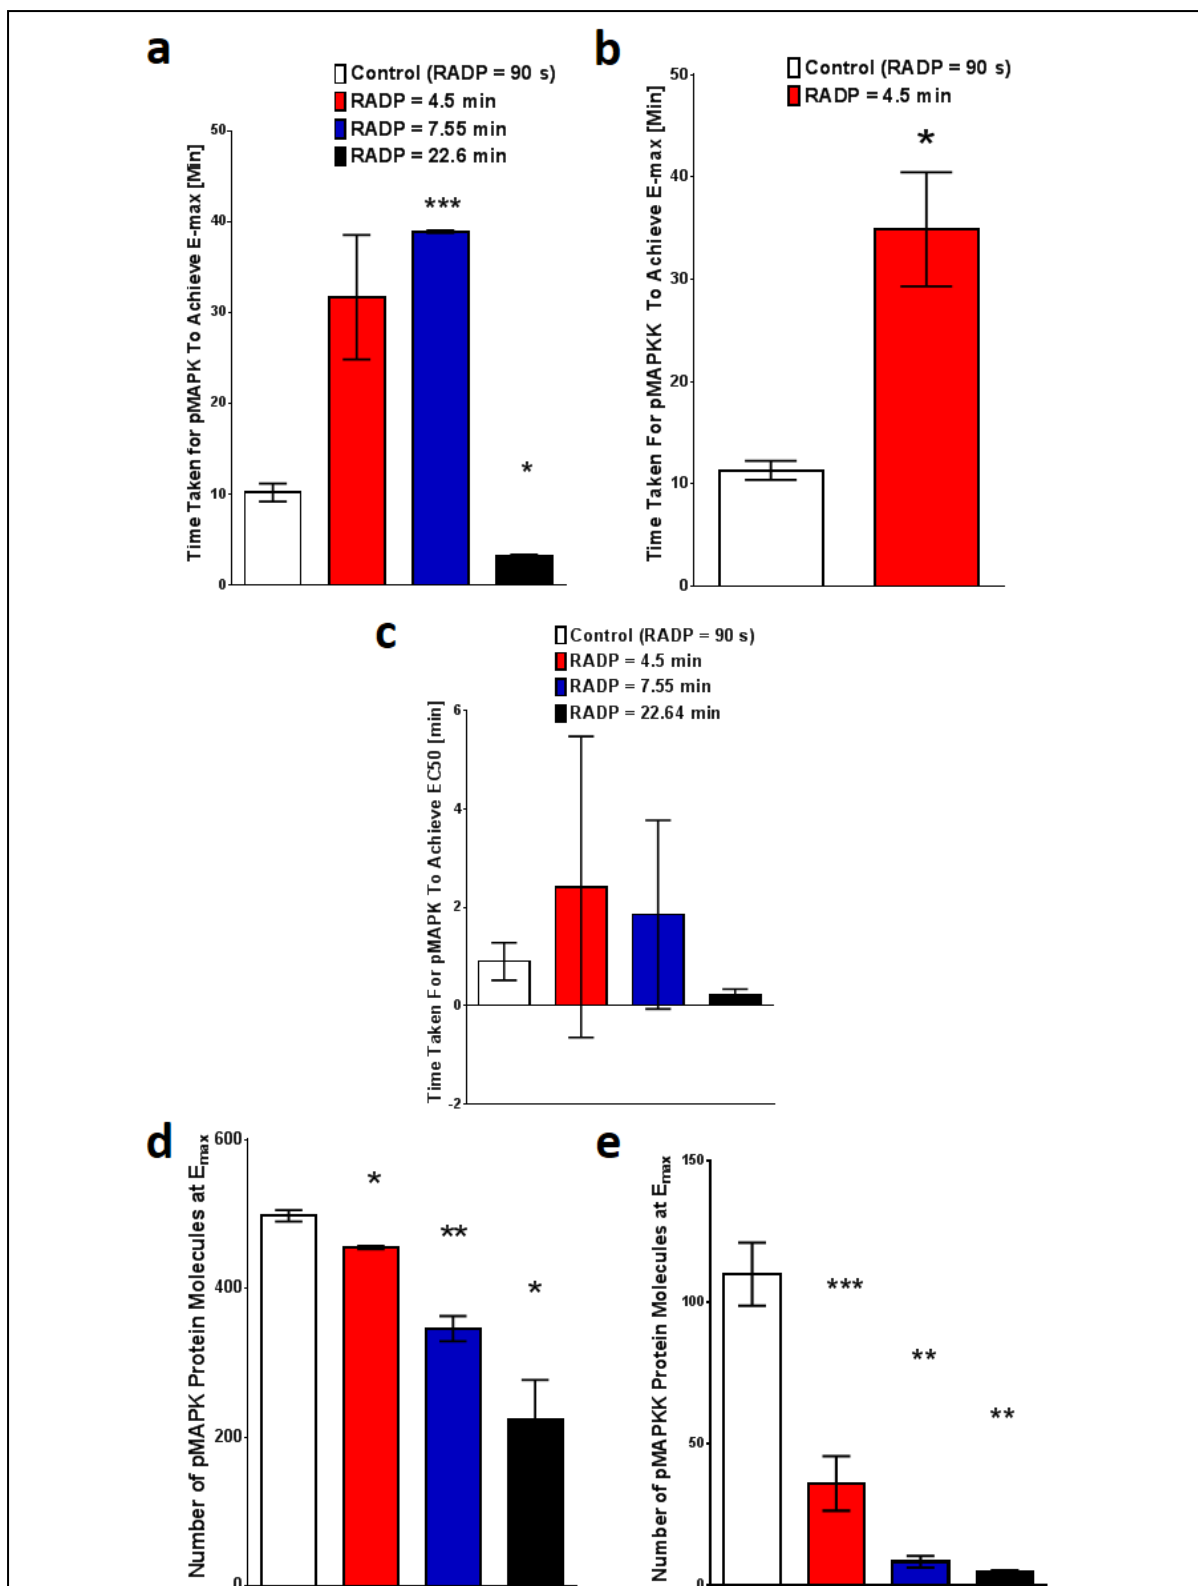 a
Control (RADP = 90 s)
RADP = 4.5 min
RADP = 7.55 min
RADP = 22.6 min
Time Taken for pMAPK To Achieve E-max [Min]
50
40
30
20
10
0
***
*
b
Control (RADP = 90 s)
RADP = 4.5 min
Time Taken For pMAPKK To Achieve E-max [Min]
50
40
30
20
10
0
*
c
Control (RADP = 90 s)
RADP = 4.5 min
RADP = 7.55 min
RADP = 22.64 min
Time Taken For pMAPK To Achieve EC50 [min]
6
4
2
0
-2
d
Number of pMAPK Protein Molecules at Emax
600
400
200
0
*
**
*
e
Number of pMAPKK Protein Molecules at Emax
150
100
50
0
***
**
**